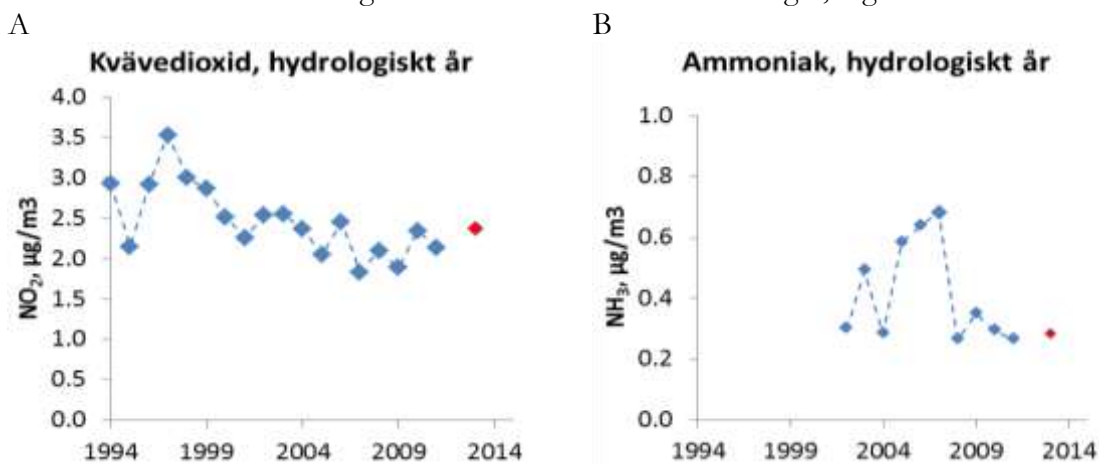 A
B
Kvävedioxid, hydrologiskt år
NO₂, µg/m3
4.0
3.5
3.0
2.5
2.0
1.5
1.0
0.5
0.0
1994 1999 2004 2009 2014
Ammoniak, hydrologiskt år
NH₃, µg/m3
1.0
0.8
0.6
0.4
0.2
0.0
1994 1999 2004 2009 2014